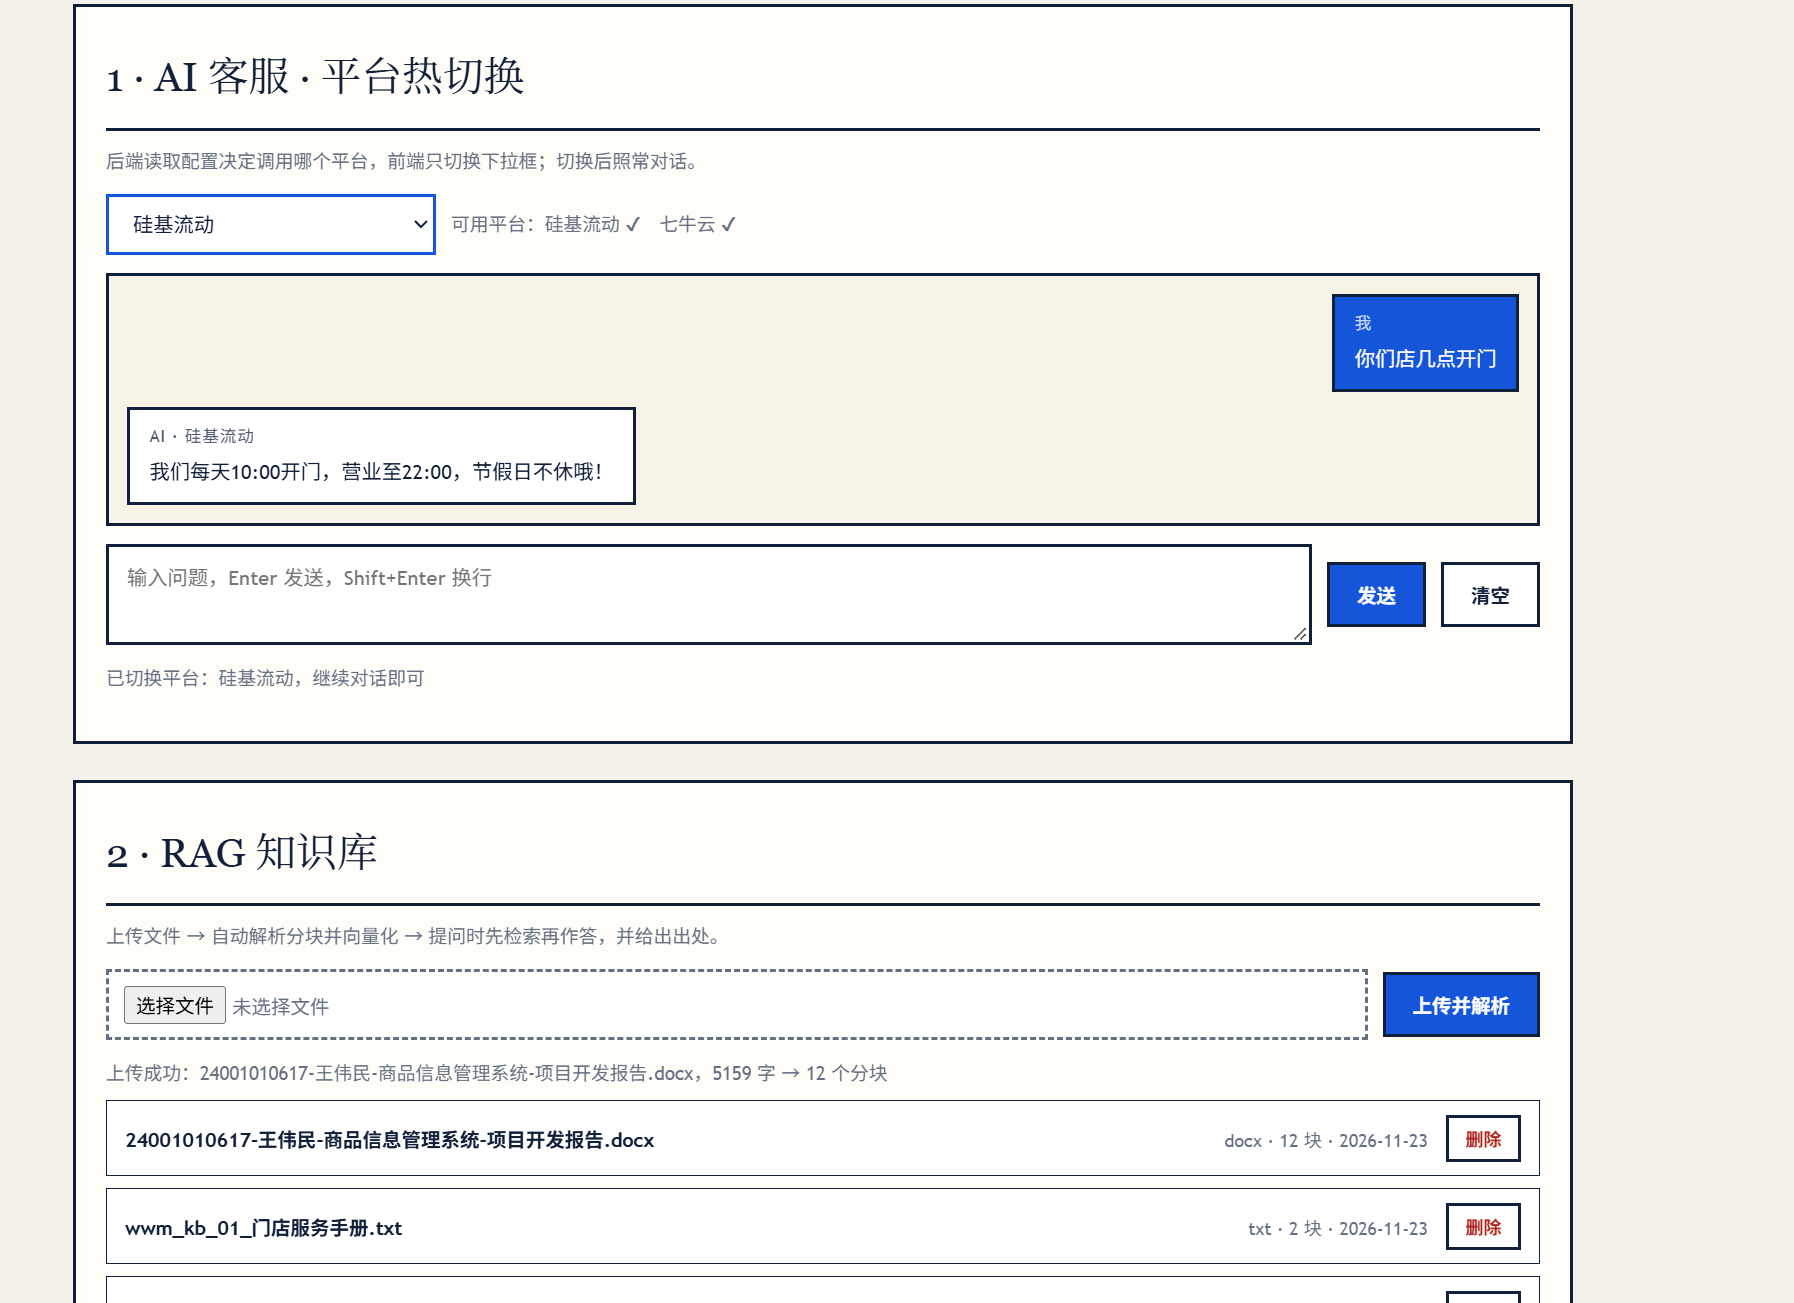 1 · AI 客服 · 平台热切换
后端读取配置决定调用哪个平台，前端只切换下拉框；切换后照常对话。
硅基流动
可用平台：硅基流动 ✓ 七牛云 ✓
我
你们店几点开门
AI · 硅基流动
我们每天10:00开门，营业至22:00，节假日不休哦！
输入问题，Enter 发送，Shift+Enter 换行
发送
清空
已切换平台：硅基流动，继续对话即可
2 · RAG 知识库
上传文件 → 自动解析分块并向量化 → 提问时先检索再作答，并给出出处。
选择文件 未选择文件
上传并解析
上传成功：24001010617-王伟民-商品信息管理系统-项目开发报告.docx，5159 字 → 12 个分块
24001010617-王伟民-商品信息管理系统-项目开发报告.docx
docx · 12 块 · 2026-11-23
删除
wwm_kb_01_门店服务手册.txt
txt · 2 块 · 2026-11-23
删除